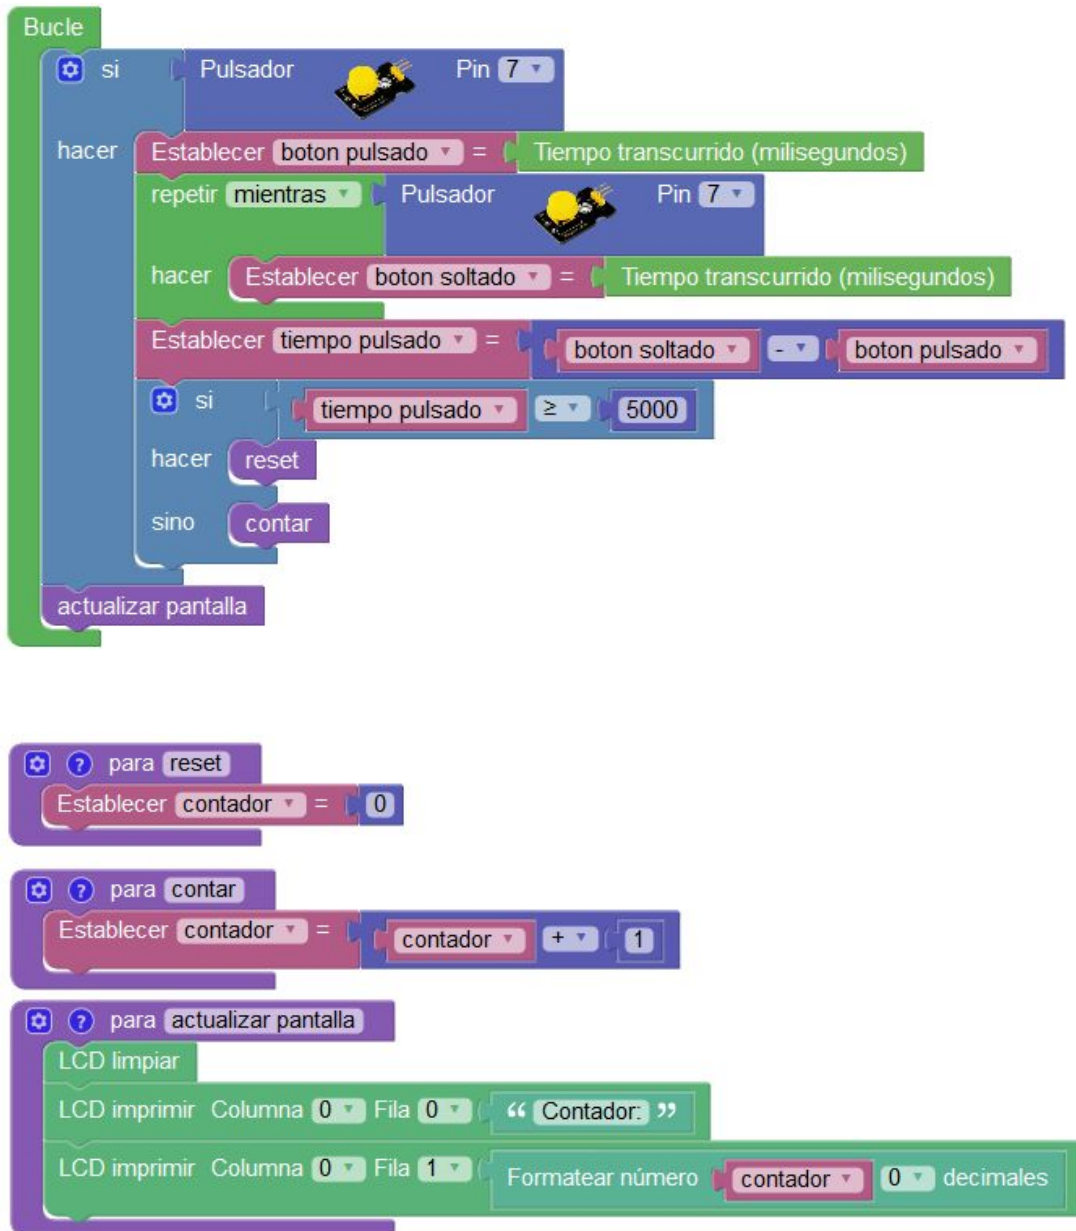 Bucle
si Pulsador Pin 7
hacer Establecer boton pulsado = Tiempo transcurrido (milisegundos)
repetir mientras Pulsador Pin 7
hacer Establecer boton soltado = Tiempo transcurrido (milisegundos)
Establecer tiempo pulsado = boton soltado - boton pulsado
si tiempo pulsado ≥ 5000
hacer reset
sino contar
actualizar pantalla
? para reset
Establecer contador = 0
? para contar
Establecer contador = contador + 1
? para actualizar pantalla
LCD limpiar
LCD imprimir Columna 0 Fila 0 “ Contador: ”
LCD imprimir Columna 0 Fila 1 Formatear número contador 0 decimales